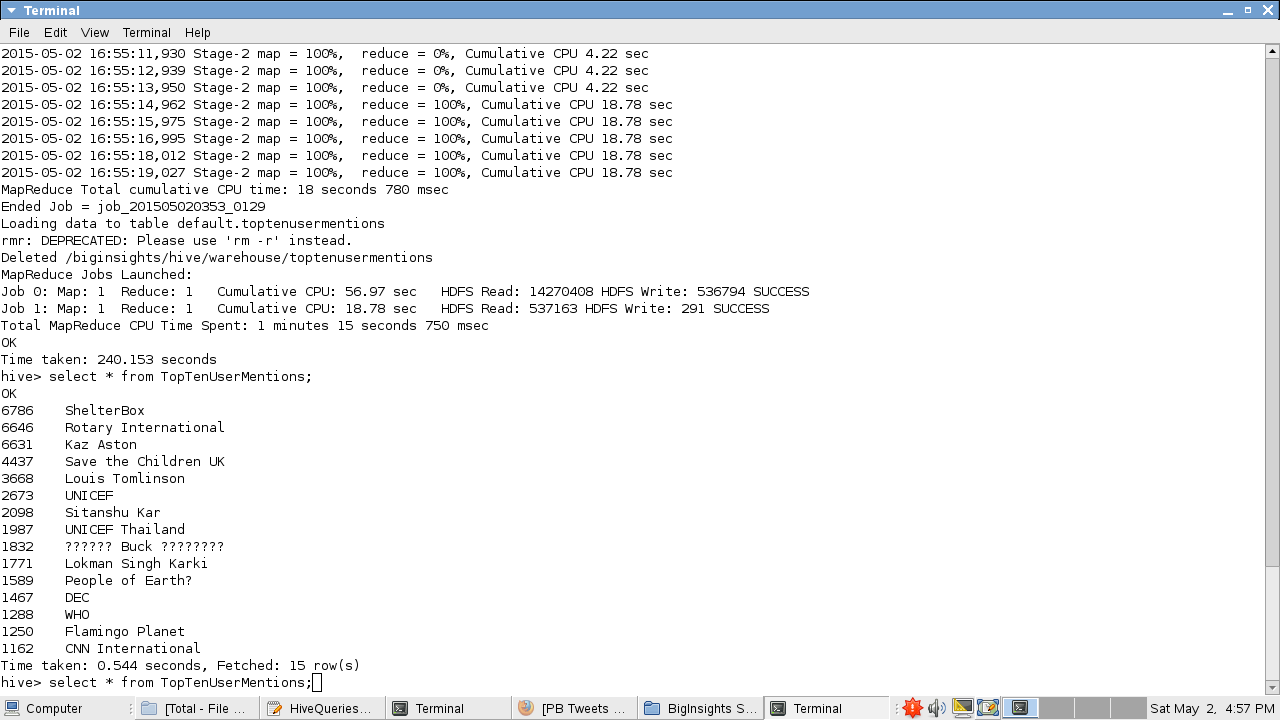 Terminal
File Edit View Terminal Help
2015-05-02 16:55:11,930 Stage-2 map = 100%,  reduce = 0%, Cumulative CPU 4.22 sec
2015-05-02 16:55:12,939 Stage-2 map = 100%,  reduce = 0%, Cumulative CPU 4.22 sec
2015-05-02 16:55:13,950 Stage-2 map = 100%,  reduce = 0%, Cumulative CPU 4.22 sec
2015-05-02 16:55:14,962 Stage-2 map = 100%,  reduce = 100%, Cumulative CPU 18.78 sec
2015-05-02 16:55:15,975 Stage-2 map = 100%,  reduce = 100%, Cumulative CPU 18.78 sec
2015-05-02 16:55:16,995 Stage-2 map = 100%,  reduce = 100%, Cumulative CPU 18.78 sec
2015-05-02 16:55:18,012 Stage-2 map = 100%,  reduce = 100%, Cumulative CPU 18.78 sec
2015-05-02 16:55:19,027 Stage-2 map = 100%,  reduce = 100%, Cumulative CPU 18.78 sec
MapReduce Total cumulative CPU time: 18 seconds 780 msec
Ended Job = job_201505020353_0129
Loading data to table default.toptenusermentions
rmr: DEPRECATED: Please use 'rm -r' instead.
Deleted /biginsights/hive/warehouse/toptenusermentions
MapReduce Jobs Launched:
Job 0: Map: 1  Reduce: 1   Cumulative CPU: 56.97 sec   HDFS Read: 14270408 HDFS Write: 536794 SUCCESS
Job 1: Map: 1  Reduce: 1   Cumulative CPU: 18.78 sec   HDFS Read: 537163 HDFS Write: 291 SUCCESS
Total MapReduce CPU Time Spent: 1 minutes 15 seconds 750 msec
OK
Time taken: 240.153 seconds
hive> select * from TopTenUserMentions;
OK
6786    ShelterBox
6646    Rotary International
6631    Kaz Aston
4437    Save the Children UK
3668    Louis Tomlinson
2673    UNICEF
2098    Sitanshu Kar
1987    UNICEF Thailand
1832    ?????? Buck ????????
1771    Lokman Singh Karki
1589    People of Earth?
1467    DEC
1288    WHO
1250    Flamingo Planet
1162    CNN International
Time taken: 0.544 seconds, Fetched: 15 row(s)
hive> select * from TopTenUserMentions;
Computer [Total - File ... HiveQueries... Terminal [PB Tweets ... BigInsights S... Terminal Sat May  2,  4:57 PM